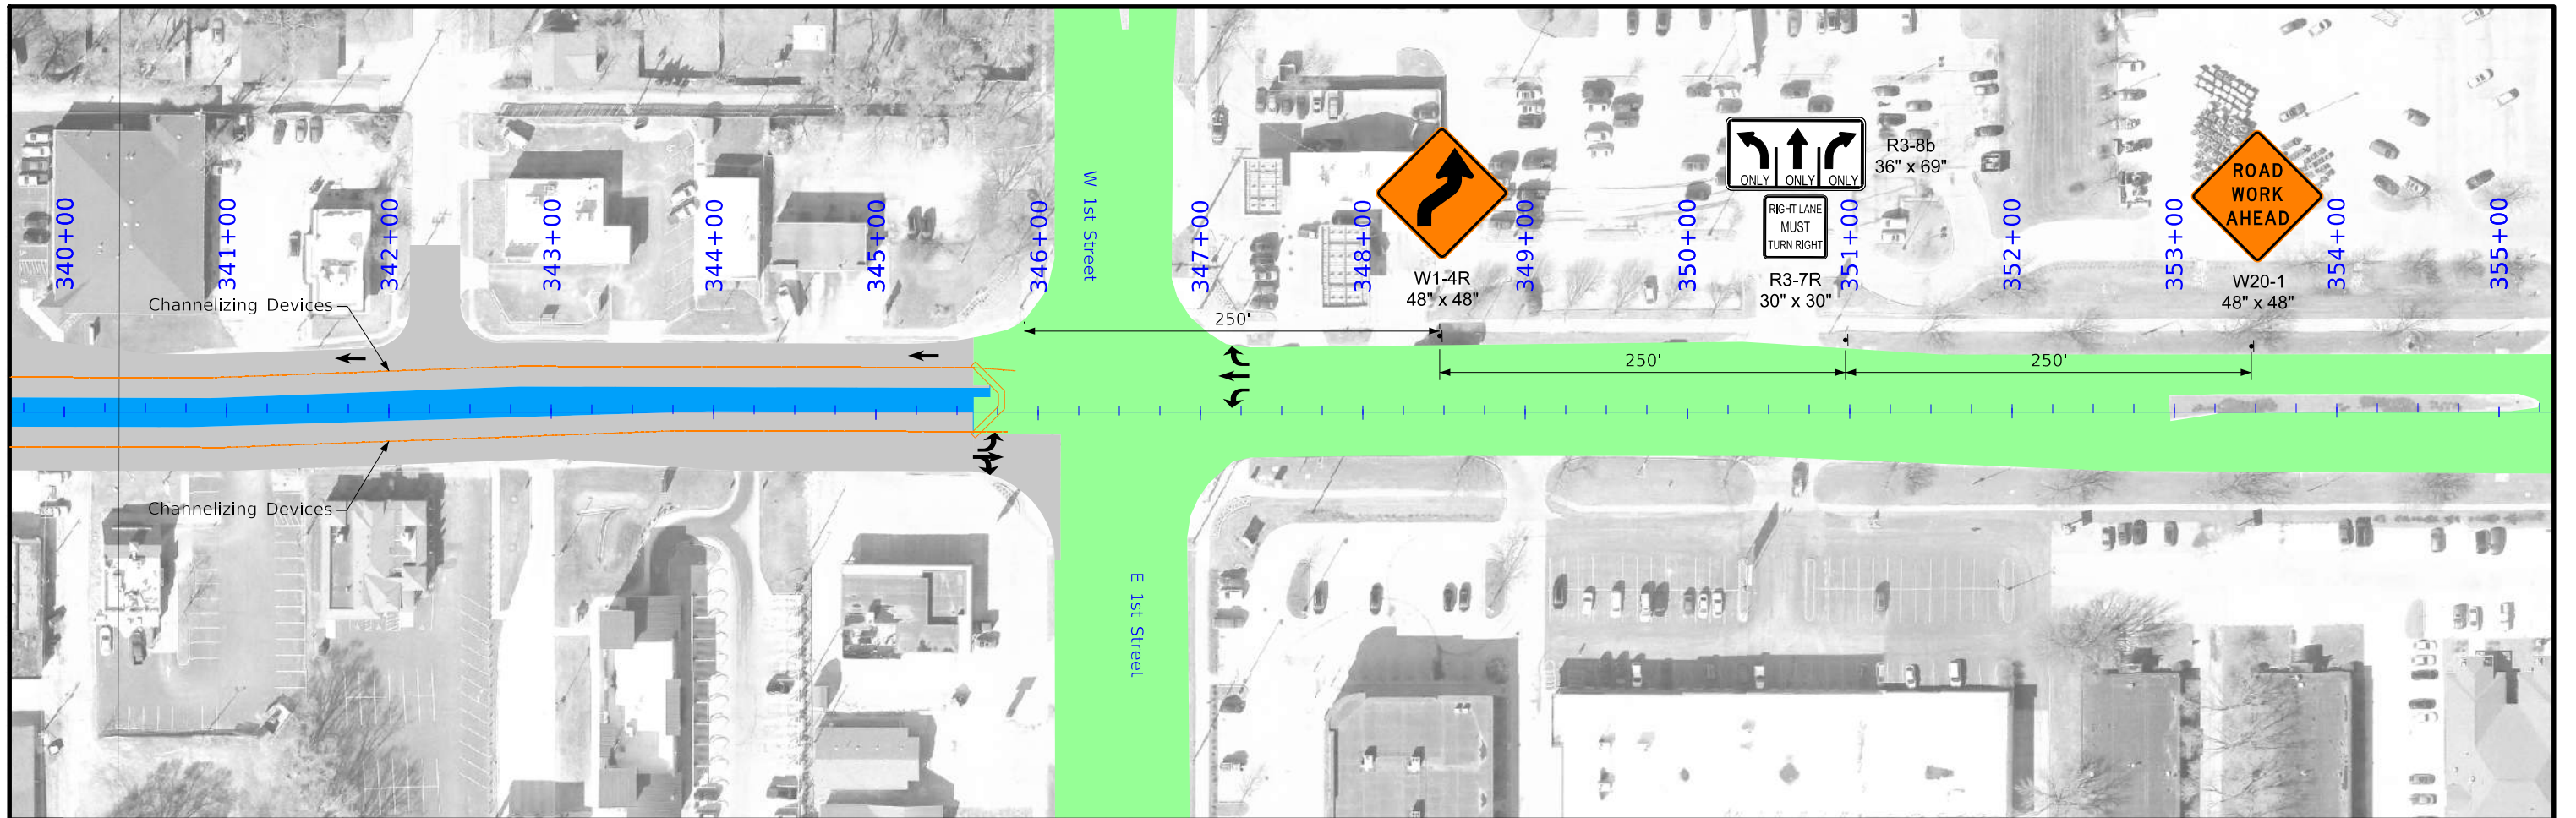 340+00
341+00
342+00
343+00
344+00
345+00
346+00
347+00
348+00
349+00
350+00
351+00
352+00
353+00
354+00
355+00
W 1st Street
E 1st Street
Channelizing Devices
Channelizing Devices
250'
250'
250'
W1-4R
48" x 48"
ONLY ONLY ONLY
R3-8b
36" x 69"
RIGHT LANE
MUST
TURN RIGHT
R3-7R
30" x 30"
ROAD
WORK
AHEAD
W20-1
48" x 48"